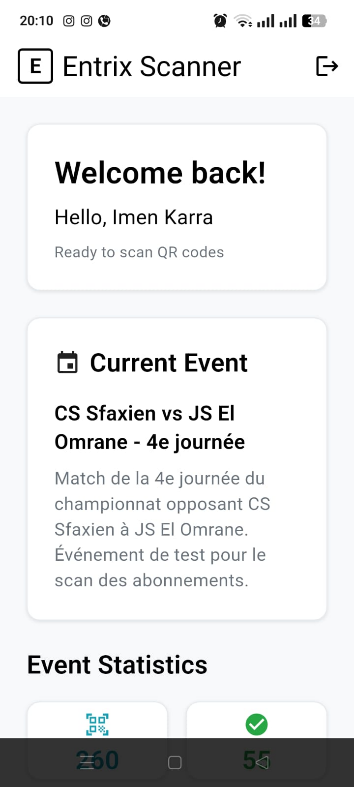 20:10
34
E Entrix Scanner
Welcome back!
Hello, Imen Karra
Ready to scan QR codes
Current Event
CS Sfaxien vs JS El
Omrane - 4e journée
Match de la 4e journée du
championnat opposant CS
Sfaxien à JS El Omrane.
Événement de test pour le
scan des abonnements.
Event Statistics
260
55